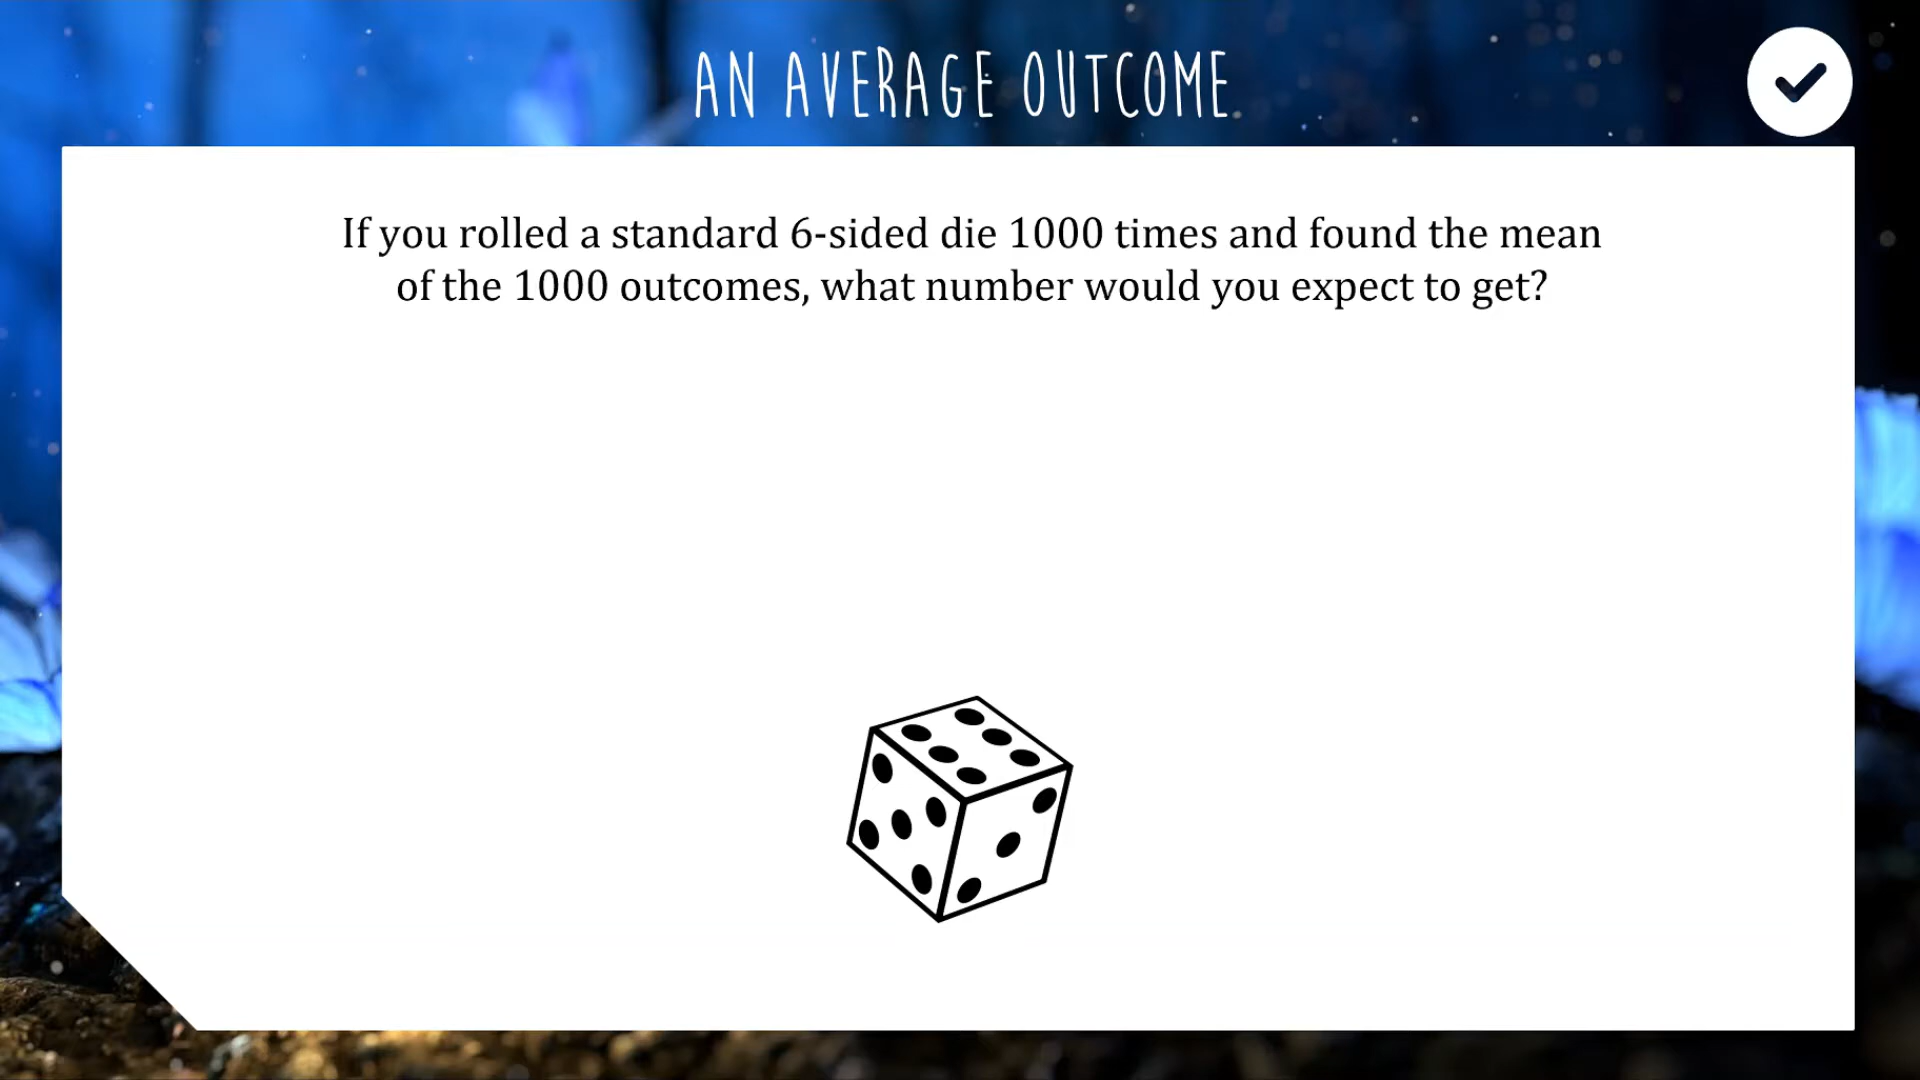 AN AVERAGE OUTCOME
If you rolled a standard 6-sided die 1000 times and found the mean
of the 1000 outcomes, what number would you expect to get?